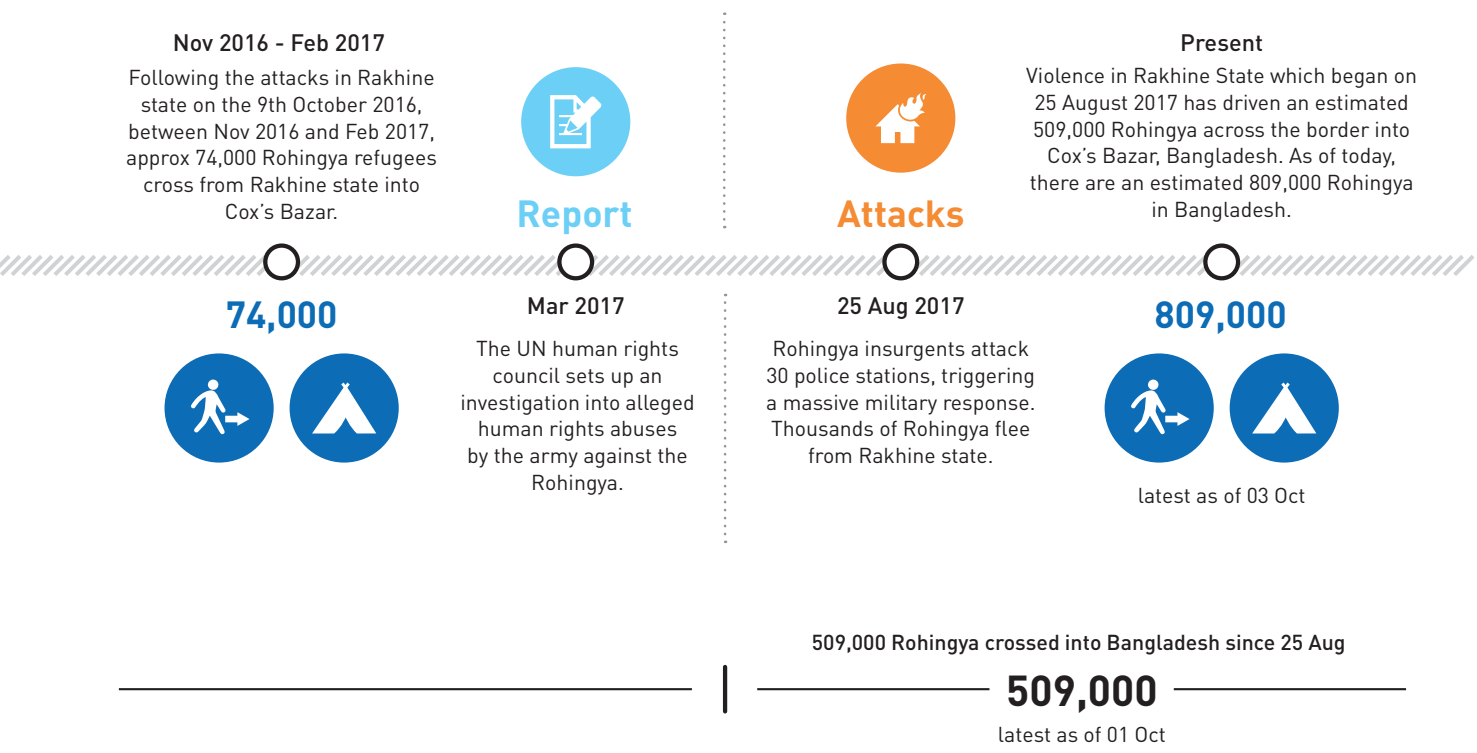 Nov 2016 - Feb 2017
Following the attacks in Rakhine
state on the 9th October 2016,
between Nov 2016 and Feb 2017,
approx 74,000 Rohingya refugees
cross from Rakhine state into
Cox's Bazar.
74,000
Report
Mar 2017
The UN human rights
council sets up an
investigation into alleged
human rights abuses
by the army against the
Rohingya.
Attacks
25 Aug 2017
Rohingya insurgents attack
30 police stations, triggering
a massive military response.
Thousands of Rohingya flee
from Rakhine state.
Present
Violence in Rakhine State which began on
25 August 2017 has driven an estimated
509,000 Rohingya across the border into
Cox's Bazar, Bangladesh. As of today,
there are an estimated 809,000 Rohingya
in Bangladesh.
809,000
latest as of 03 Oct
509,000 Rohingya crossed into Bangladesh since 25 Aug
509,000
latest as of 01 Oct